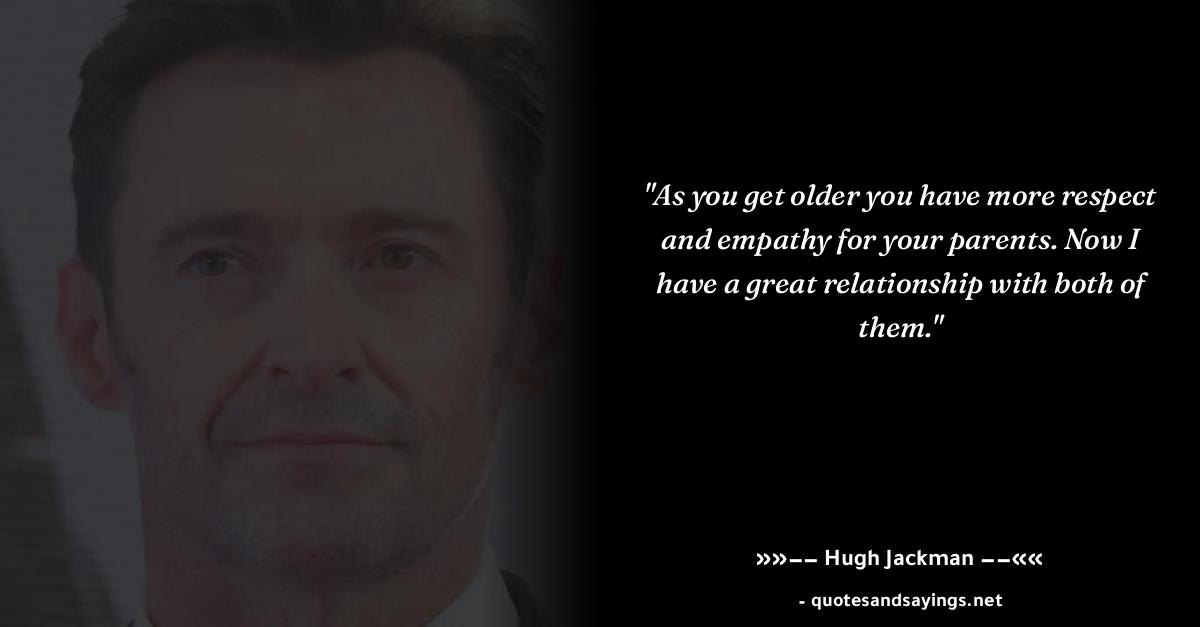 "As you get older you have more respect
and empathy for your parents. Now I
have a great relationship with both of
them."
»»−− Hugh Jackman −−««
- quotesandsayings.net